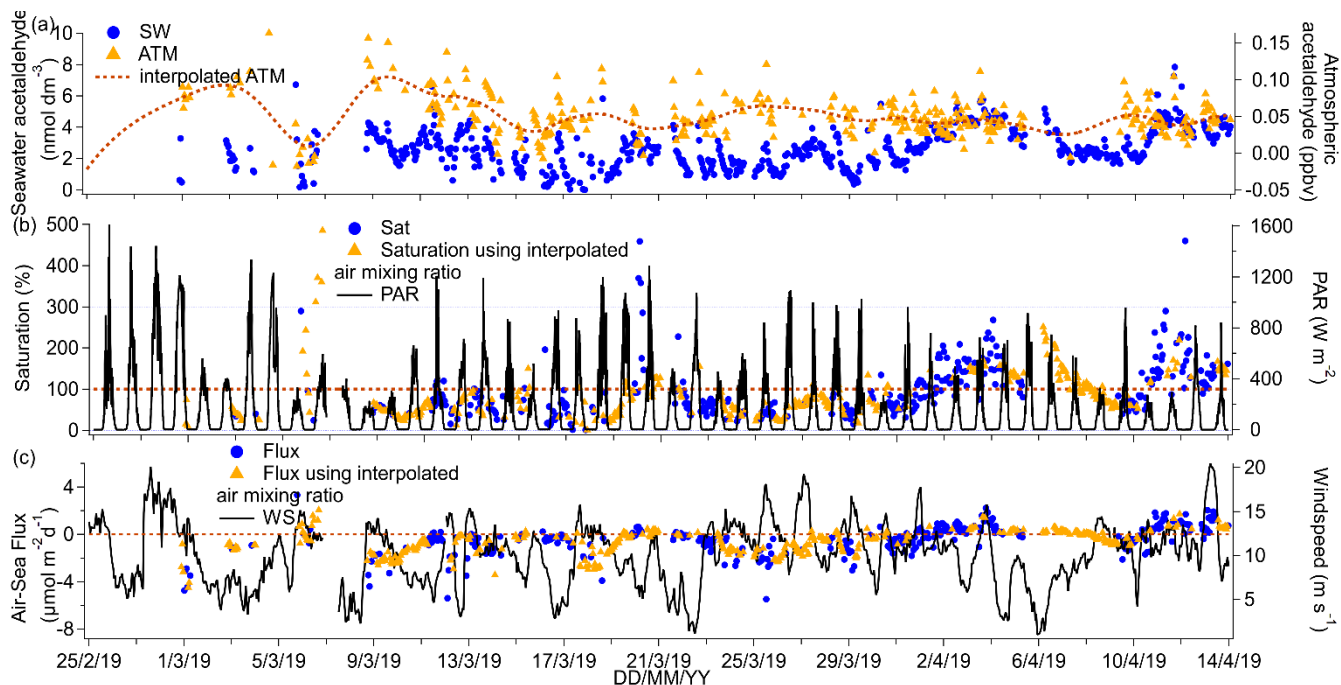 (a)
SW
ATM
interpolated ATM
Seawater acetaldehyde
(nmol dm⁻³)
10
8
6
4
2
0
Atmospheric
acetaldehyde (ppbv)
0.15
0.10
0.05
0.00
-0.05
(b)
Sat
Saturation using interpolated
air mixing ratio
PAR
Saturation (%)
500
400
300
200
100
0
PAR (W m⁻²)
1600
1200
800
400
0
(c)
Flux
Flux using interpolated
air mixing ratio
WS
Air-Sea Flux
(μmol m⁻² d⁻¹)
4
0
-4
-8
Windspeed (m s⁻¹)
20
15
10
5
25/2/19 1/3/19 5/3/19 9/3/19 13/3/19 17/3/19 21/3/19 25/3/19 29/3/19 2/4/19 6/4/19 10/4/19 14/4/19
DD/MM/YY